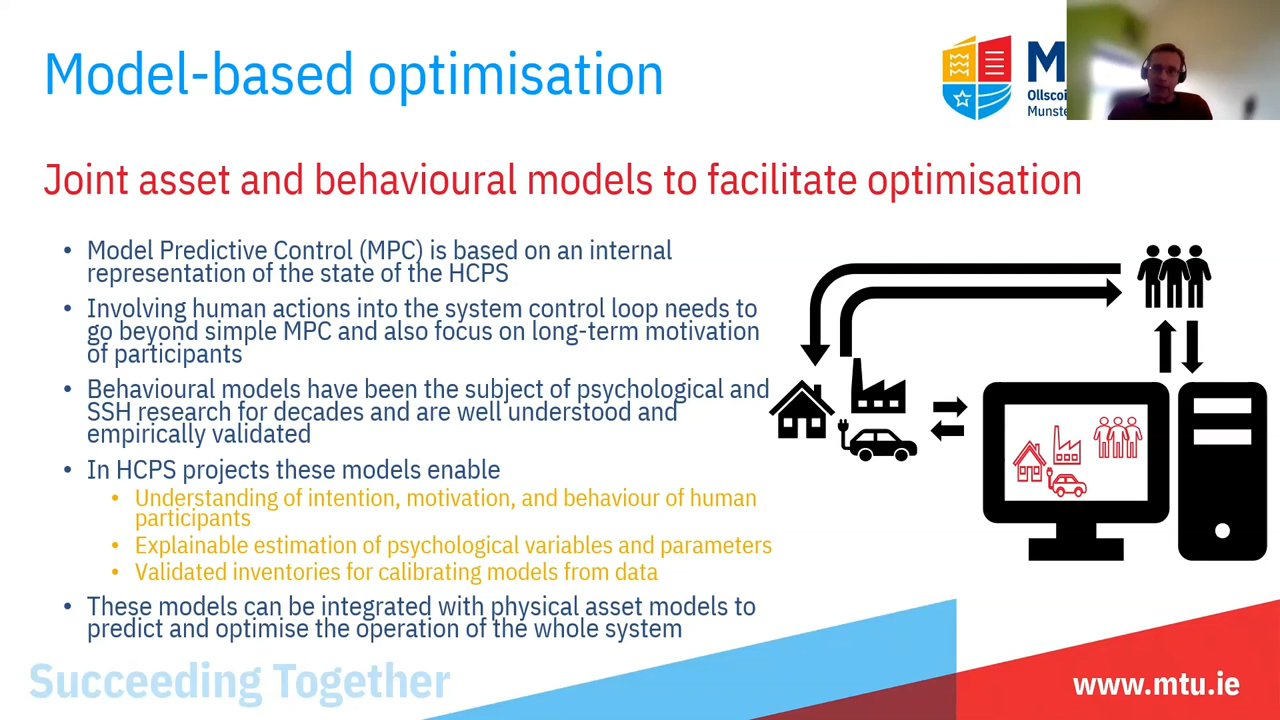 Model-based optimisation
M
Ollscoi
Munste
Joint asset and behavioural models to facilitate optimisation
• Model Predictive Control (MPC) is based on an internal
representation of the state of the HCPS
• Involving human actions into the system control loop needs to
go beyond simple MPC and also focus on long-term motivation
of participants
• Behavioural models have been the subject of psychological and
SSH research for decades and are well understood and
empirically validated
• In HCPS projects these models enable
• Understanding of intention, motivation, and behaviour of human
participants
• Explainable estimation of psychological variables and parameters
• Validated inventories for calibrating models from data
• These models can be integrated with physical asset models to
predict and optimise the operation of the whole system
Succeeding Together
www.mtu.ie